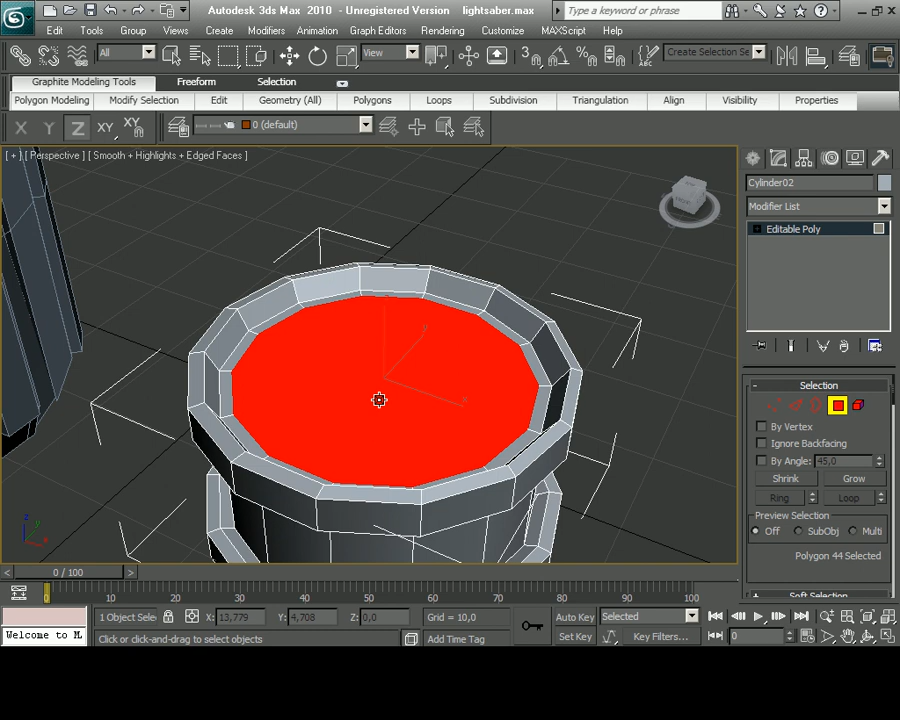 Autodesk 3ds Max 2010 - Unregistered Version lightsaber.max
Type a keyword or phrase
Edit Tools Group Views Create Modifiers Animation Graph Editors Rendering Customize MAXScript Help
All View Create Selection Se
Graphite Modeling Tools Freeform Selection
Polygon Modeling Modify Selection Edit Geometry (All) Polygons Loops Subdivision Triangulation Align Visibility Properties
X Y Z XY XY 0 (default)
[ + ] [ Perspective ] [ Smooth + Highlights + Edged Faces ]
Cylinder02
Modifier List
Editable Poly
y
x
Selection
By Vertex
Ignore Backfacing
By Angle: 45,0
Shrink Grow
Ring Loop
Preview Selection
Off SubObj Multi
Polygon 44 Selected
Soft Selection
z
y
x
< 0 / 100 >
0 10 20 30 40 50 60 70 80 90 100
1 Object Sele X: 13,779 Y: 4,708 Z: 0,0 Grid = 10,0 Auto Key Selected
Welcome to M Click or click-and-drag to select objects Add Time Tag Set Key Key Filters... 0